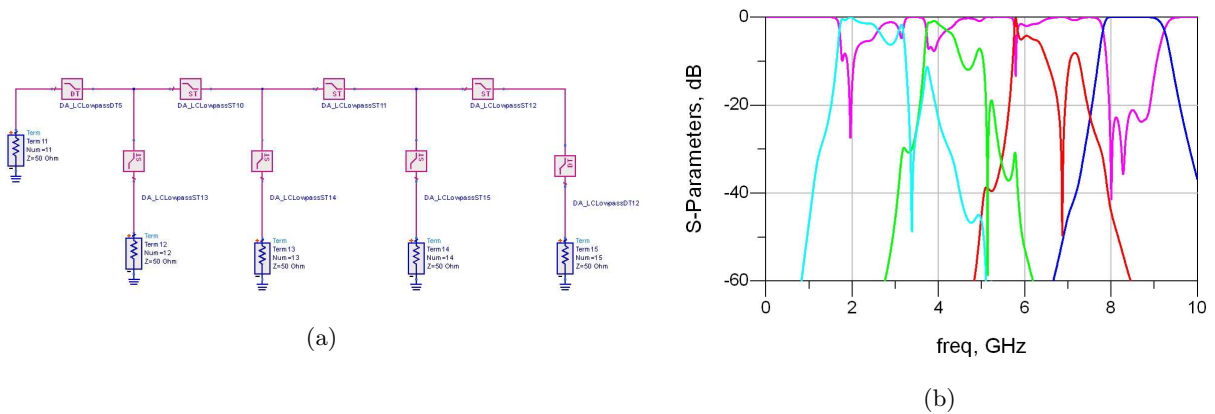 DT
ST
ST
ST
DA_LCLowpassDT5
DA_LCLowpassST10
DA_LCLowpassST11
DA_LCLowpassST12
Term
Term11
Num=11
Z=50 Ohm
ST
ST
ST
DT
DA_LCLowpassST13
DA_LCLowpassST14
DA_LCLowpassST15
DA_LCLowpassDT12
Term
Term12
Num=12
Z=50 Ohm
Term
Term13
Num=13
Z=50 Ohm
Term
Term14
Num=14
Z=50 Ohm
Term
Term15
Num=15
Z=50 Ohm
(a)
S-Parameters, dB
0
-20
-40
-60
0 2 4 6 8 10
freq, GHz
(b)